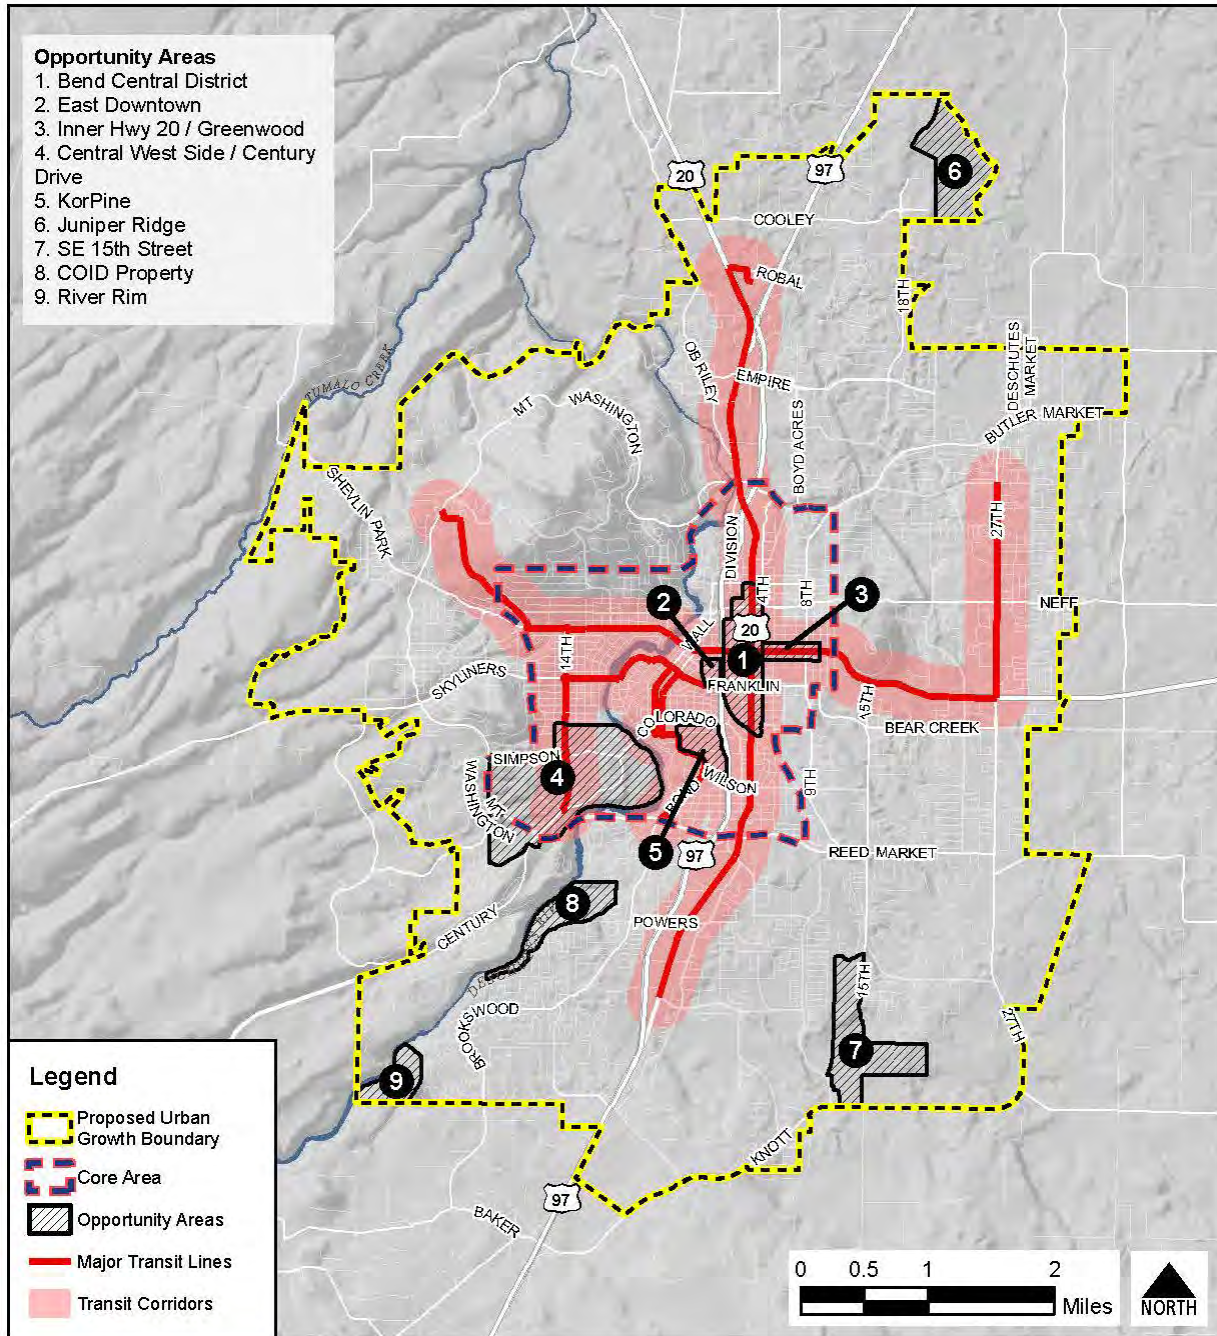 Opportunity Areas
1. Bend Central District
2. East Downtown
3. Inner Hwy 20 / Greenwood
4. Central West Side / Century
Drive
5. KorPine
6. Juniper Ridge
7. SE 15th Street
8. COID Property
9. River Rim
20
97
6
COOLEY
ROBAL
18TH
TUMALO CREEK
OB RILEY
EMPIRE
DESCHUTES
MARKET
MT
WASHINGTON
BOYD ACRES
BUTLER MARKET
SHEVLIN PARK
27TH
DIVISION
4TH
8TH
2
3
NEFF
WALL
20
1
14TH
SKYLINERS
FRANKLIN
15TH
BEAR CREEK
COLORADO
SIMPSON
4
WILSON
9TH
MT
WASHINGTON
BOND
5
97
REED MARKET
8
CENTURY
POWERS
15TH
BROOKSWOOD
27TH
7
9
KNOTT
97
BAKER
Legend
Proposed Urban
Growth Boundary
Core Area
Opportunity Areas
Major Transit Lines
Transit Corridors
0 0.5 1 2
Miles
NORTH